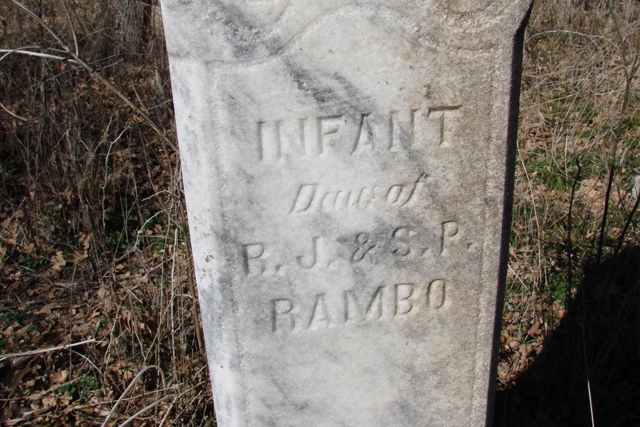 INFANT
Dau of
R. J. & S. P.
RAMBO